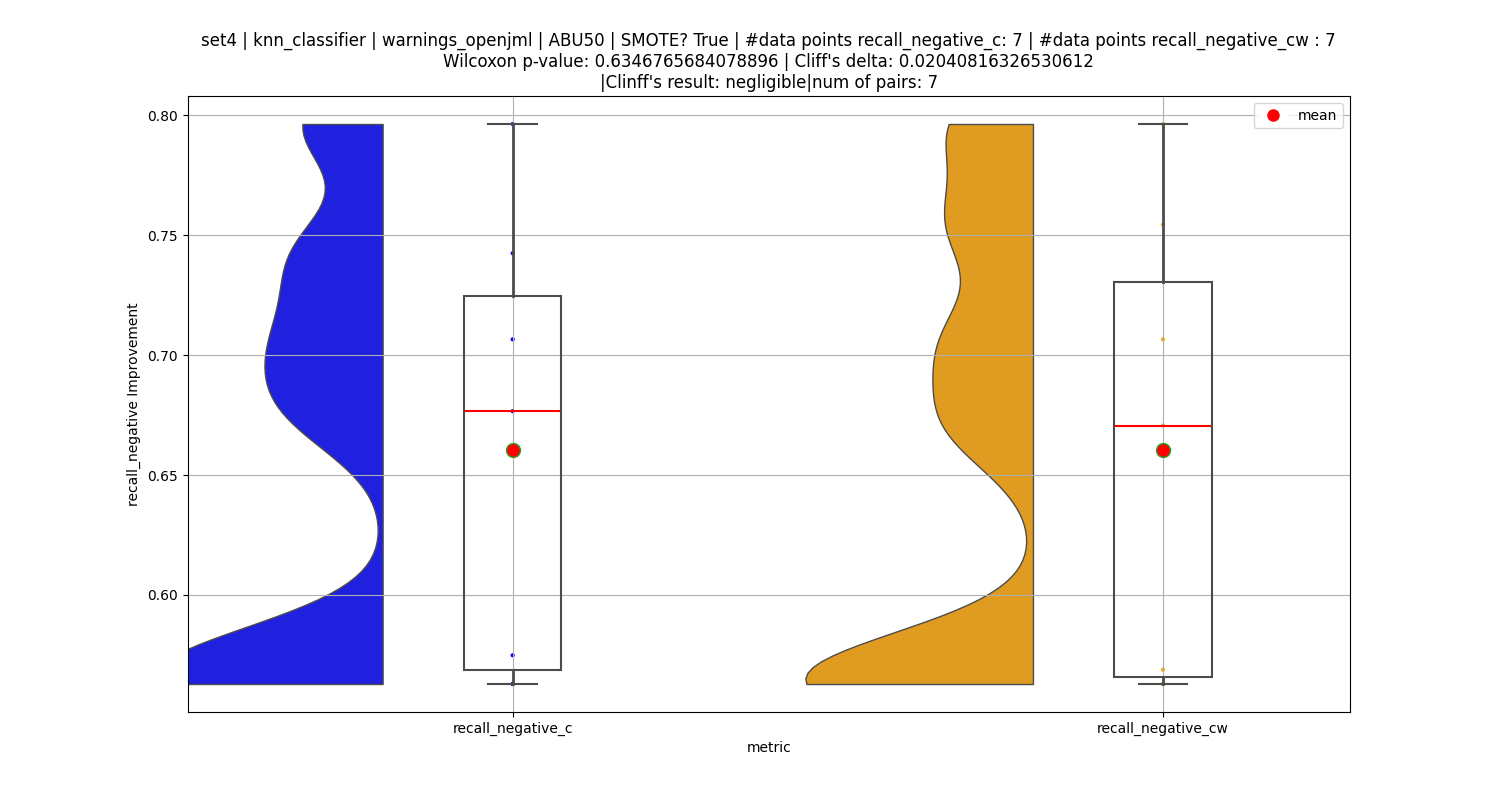 set4 | knn_classifier | warnings_openjml | ABU50 | SMOTE? True | #data points recall_negative_c: 7 | #data points recall_negative_cw : 7
Wilcoxon p-value: 0.6346765684078896 | Cliff's delta: 0.02040816326530612
|Clinff's result: negligible|num of pairs: 7
mean
0.80
0.75
0.70
0.65
0.60
recall_negative Improvement
recall_negative_c
recall_negative_cw
metric